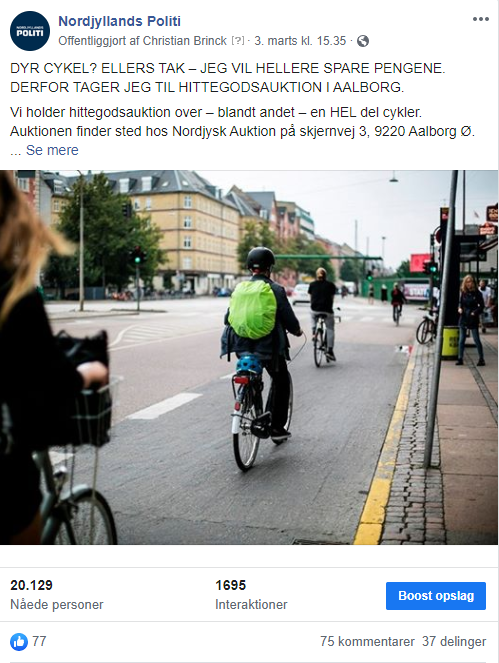 NORDJYLLANDS
POLITI
Nordjyllands Politi
Offentliggjort af Christian Brinck [?] · 3. marts kl. 15.35 ·
DYR CYKEL? ELLERS TAK – JEG VIL HELLERE SPARE PENGENE.
DERFOR TAGER JEG TIL HITTEGODSAUKTION I AALBORG.
Vi holder hittegodsauktion over – blandt andet – en HEL del cykler.
Auktionen finder sted hos Nordjysk Auktion på skjernvej 3, 9220 Aalborg Ø.
... Se mere
20.129
Nåede personer
1695
Interaktioner
Boost opslag
77
75 kommentarer 37 delinger